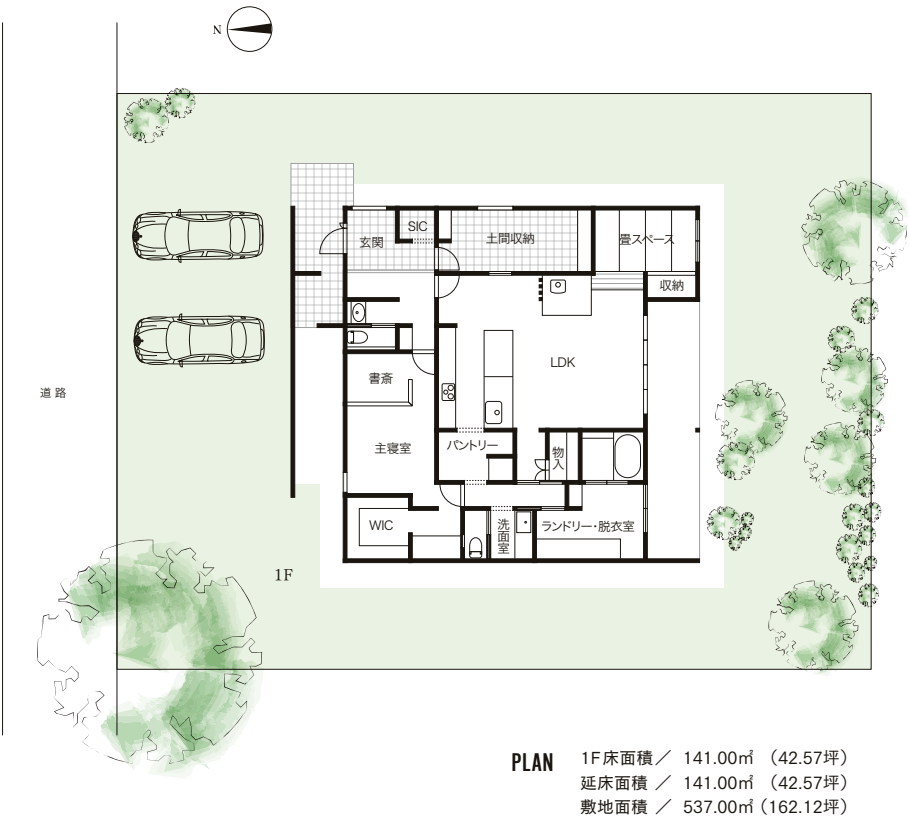 N
玄関
SIC
土間収納
畳スペース
収納
書斎
LDK
道路
主寝室
パントリー
物入
WIC
洗面室
ランドリー・脱衣室
1F
PLAN
1F床面積／ 141.00㎡ （42.57坪）
延床面積 ／ 141.00㎡ （42.57坪）
敷地面積 ／ 537.00㎡（162.12坪）